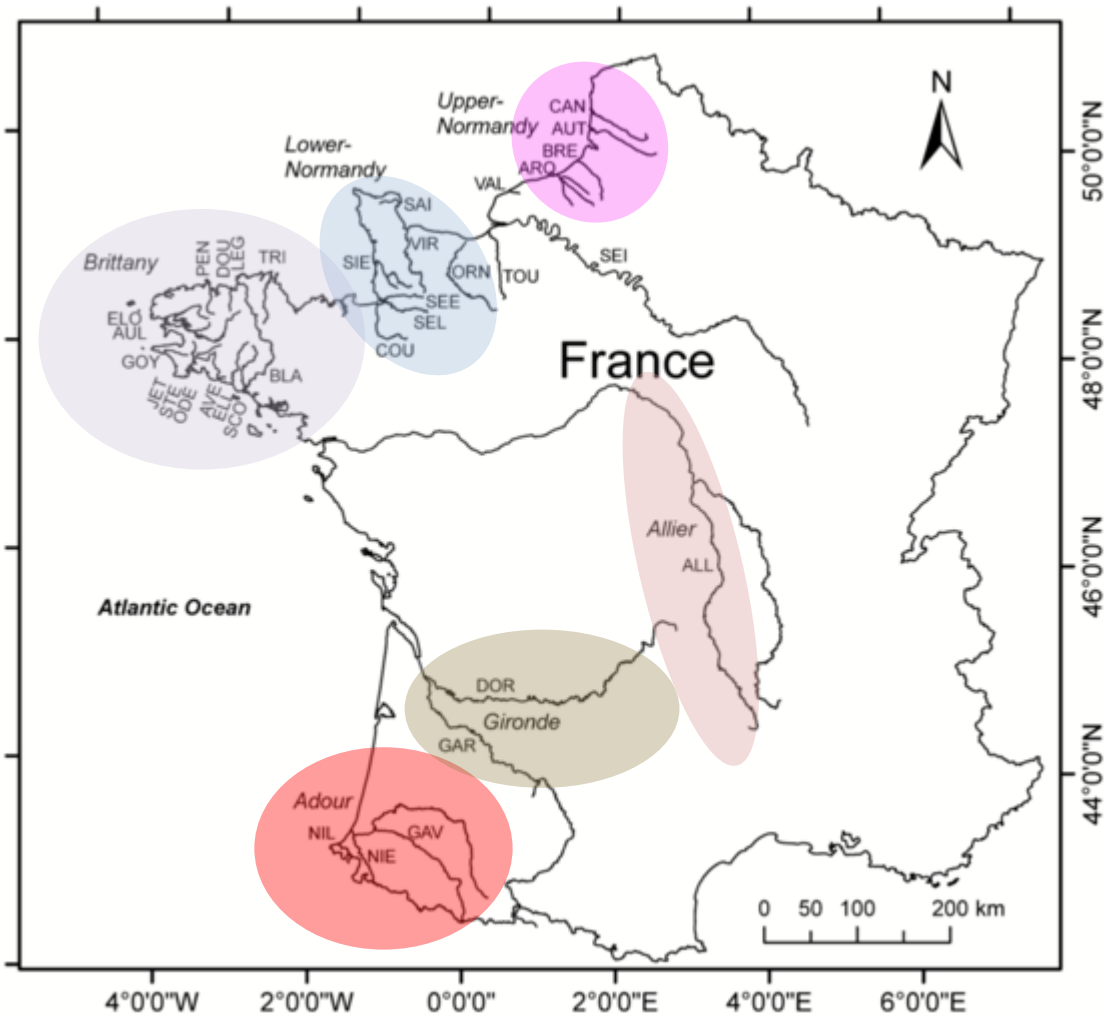 N
Upper-
Normandy
CAN
AUT
BRE
ARQ
VAL
Lower-
Normandy
SAI
VIR
SIE
ORN
TOU
SEI
SEE
SEL
COU
Brittany
PEN
DOU
LEG
TRI
ELO
AUL
GOY
JET
STE
ODE
AVE
ELL
SCO
BLA
France
Allier
ALL
Atlantic Ocean
DOR
Gironde
GAR
Adour
NIL
GAV
NIE
0 50 100 200 km
50°0'0"N
48°0'0"N
46°0'0"N
44°0'0"N
4°0'0"W 2°0'0"W 0°0'0" 2°0'0"E 4°0'0"E 6°0'0"E